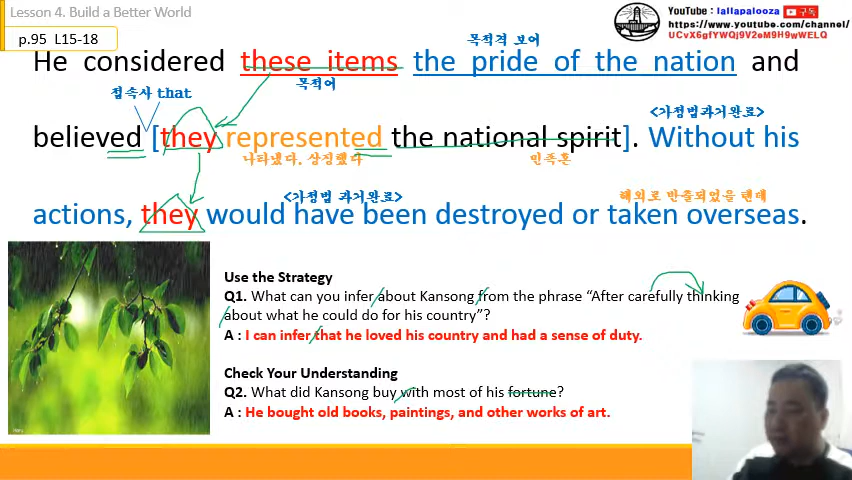 Lesson 4. Build a Better World
p.95 L15-18
YouTube : lallapalooza 구독
https://www.youtube.com/channel/
UCvX6gfYWQj9V2eM9H9wWELQ
목적격 보어
He considered these items the pride of the nation and
접속사 that
목적어
<가정법과거완료>
believed [they represented the national spirit]. Without his
나타냈다. 상징했다
민족혼
<가정법 과거완료>
해외로 반출되었을 텐데
actions, they would have been destroyed or taken overseas.
Use the Strategy
Q1. What can you infer about Kansong from the phrase “After carefully thinking
about what he could do for his country”?
A : I can infer that he loved his country and had a sense of duty.
Check Your Understanding
Q2. What did Kansong buy with most of his fortune?
A : He bought old books, paintings, and other works of art.